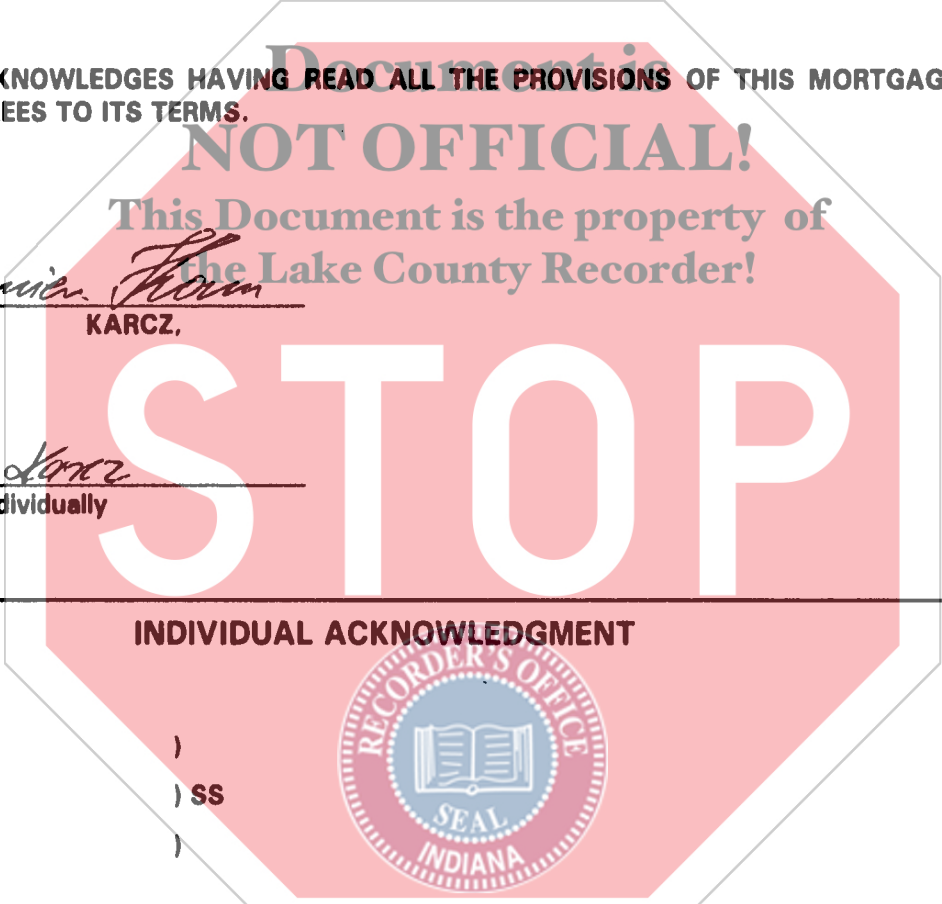 Document is
KNOWLEDGES HAVING READ ALL THE PROVISIONS OF THIS MORTGAG
EES TO ITS TERMS.
NOT OFFICIAL!
This Document is the property of
the Lake County Recorder!
KARCZ,
Karcz
dividually
STOP
INDIVIDUAL ACKNOWLEDGMENT
RECORDER'S OFFICE
)
) SS
)
SEAL
INDIANA